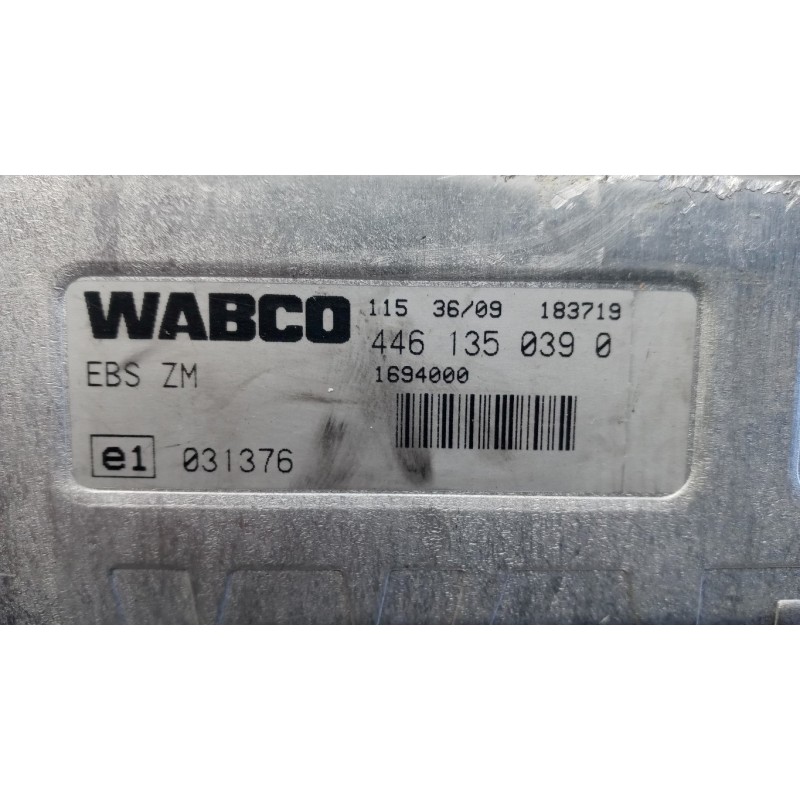 WABCO 115 36/09 183719
446 135 039 0
EBS ZM 1694000
e1 031376